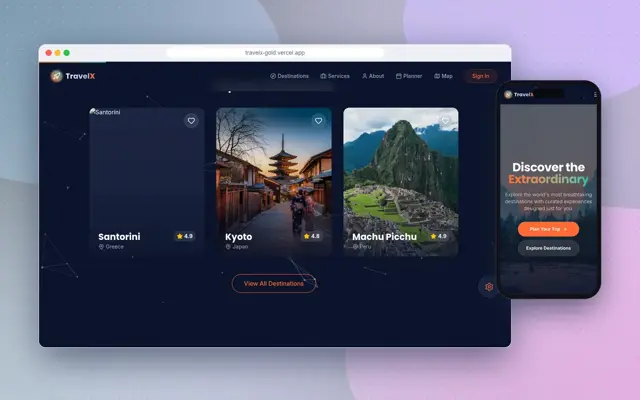 travelx-gold.vercel.app
TravelX
Destinations
Services
About
Planner
Map
Sign In
Santorini
Santorini
4.9
Greece
Kyoto
4.8
Japan
Machu Picchu
4.9
Peru
View All Destinations
TravelX
Discover the
Extraordinary
Explore the world's most breathtaking
destinations with curated experiences
designed just for you.
Plan Your Trip
Explore Destinations